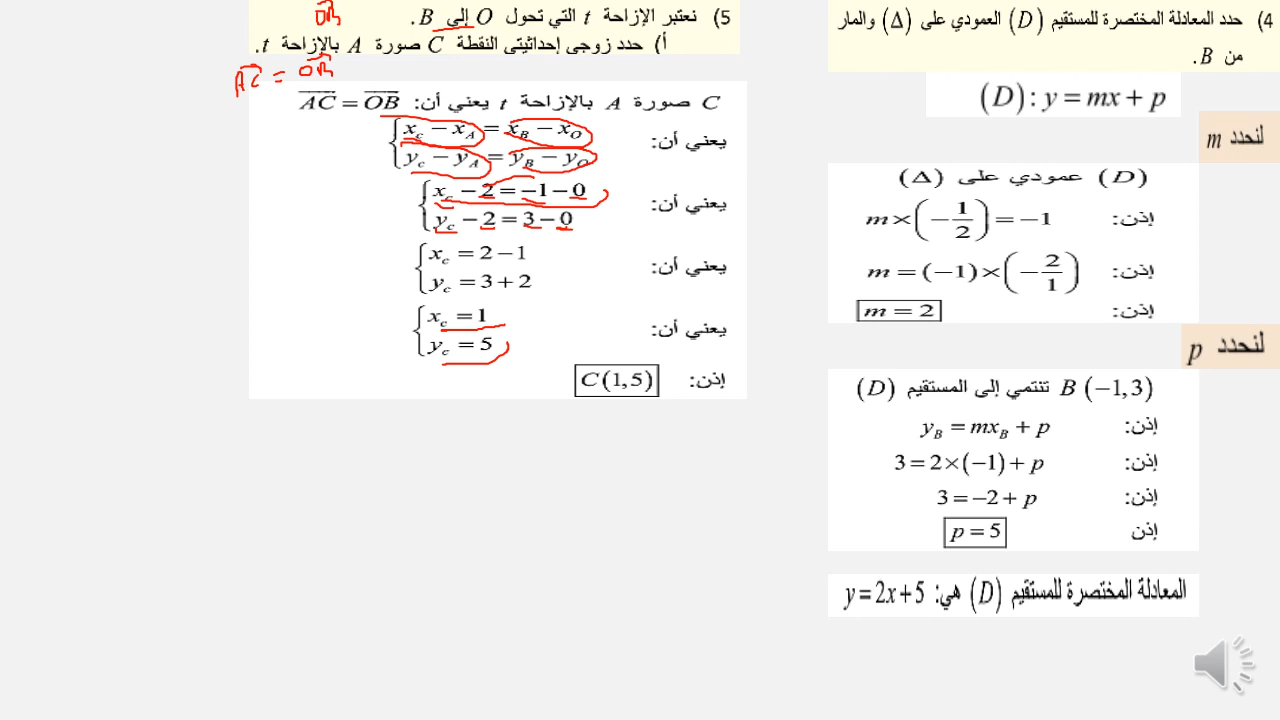 4) حدد المعادلة المختصرة للمستقيم (D) العمودي على (Δ) والمار
من B.
(D): y = mx + p
لنحدد m
(D) عمودي على (Δ)
إذن: m × (−1/2) = −1
إذن: m = (−1) × (−2/1)
إذن: m = 2
لنحدد p
B(−1,3) تنتمي إلى المستقيم (D)
إذن: y_B = mx_B + p
إذن: 3 = 2×(−1) + p
إذن: 3 = −2 + p
إذن p = 5
المعادلة المختصرة للمستقيم (D) هي: y = 2x + 5
OB
5) نعتبر الإزاحة t التي تحول O إلى B.
أ) حدد زوجي إحداثيتي النقطة C صورة A بالإزاحة t.
AC = OB
C صورة A بالإزاحة t يعني أن: AC = OB
يعني أن: { x_c − x_A = x_B − x_O
y_c − y_A = y_B − y_O
يعني أن: { x_c − 2 = −1 − 0
y_c − 2 = 3 − 0
يعني أن: { x_c = 2 − 1
y_c = 3 + 2
يعني أن: { x_c = 1
y_c = 5
إذن: C(1,5)